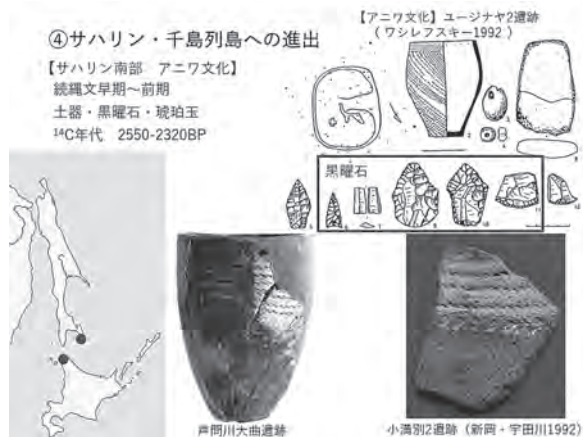 ④サハリン・千島列島への進出
【サハリン南部　アニワ文化】
続縄文早期～前期
土器・黒曜石・琥珀玉
¹⁴C年代　2550-2320BP
【アニワ文化】ユージナヤ2遺跡
（ワシレフスキー1992）
黒曜石
声問川大曲遺跡
小満別2遺跡（新岡・宇田川1992）